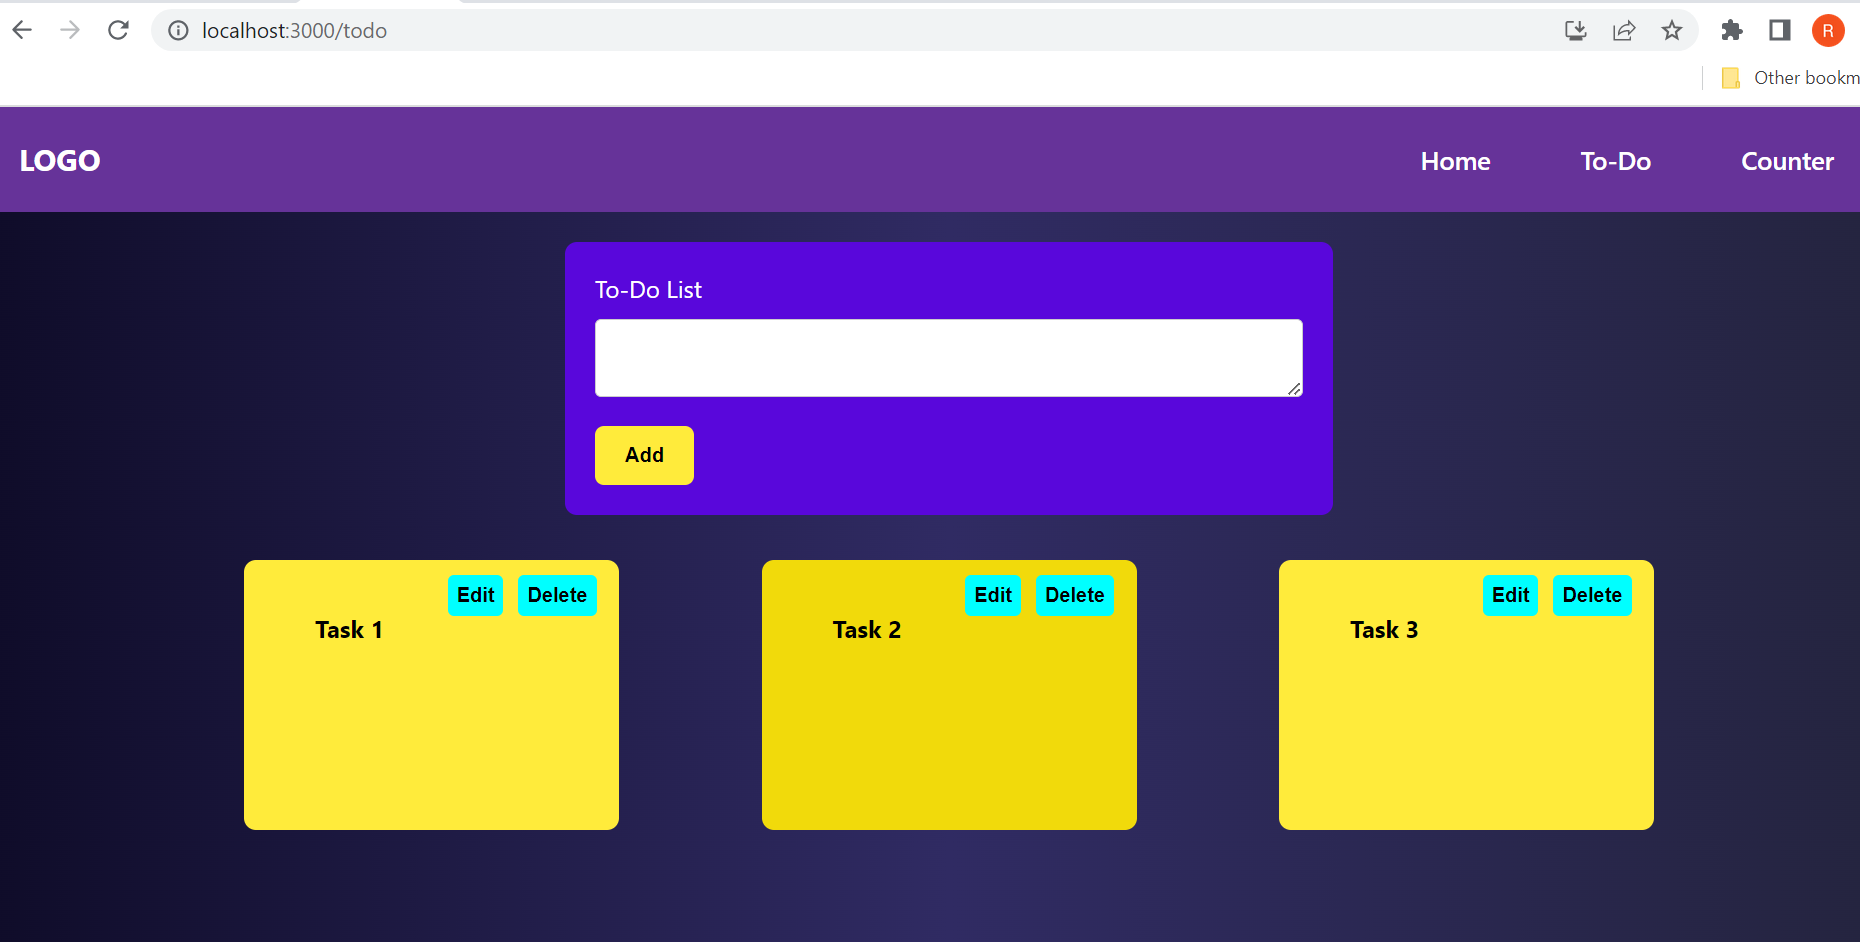 localhost:3000/todo
R
Other bookm
LOGO
Home To-Do Counter
To-Do List
Add
Edit Delete
Task 1
Edit Delete
Task 2
Edit Delete
Task 3